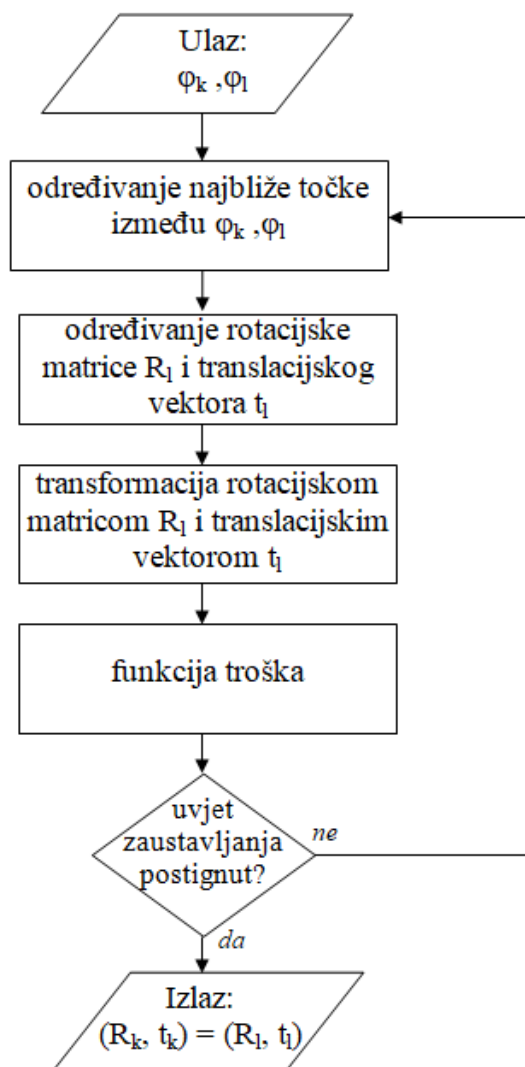 Ulaz:
φₖ ,φₗ
određivanje najbliže točke
između φₖ ,φₗ
određivanje rotacijske
matrice Rₗ i translacijskog
vektora tₗ
transformacija rotacijskom
matricom Rₗ i translacijskim
vektorom tₗ
funkcija troška
uvjet
zaustavljanja
postignut?
ne
da
Izlaz:
(Rₖ, tₖ) = (Rₗ, tₗ)